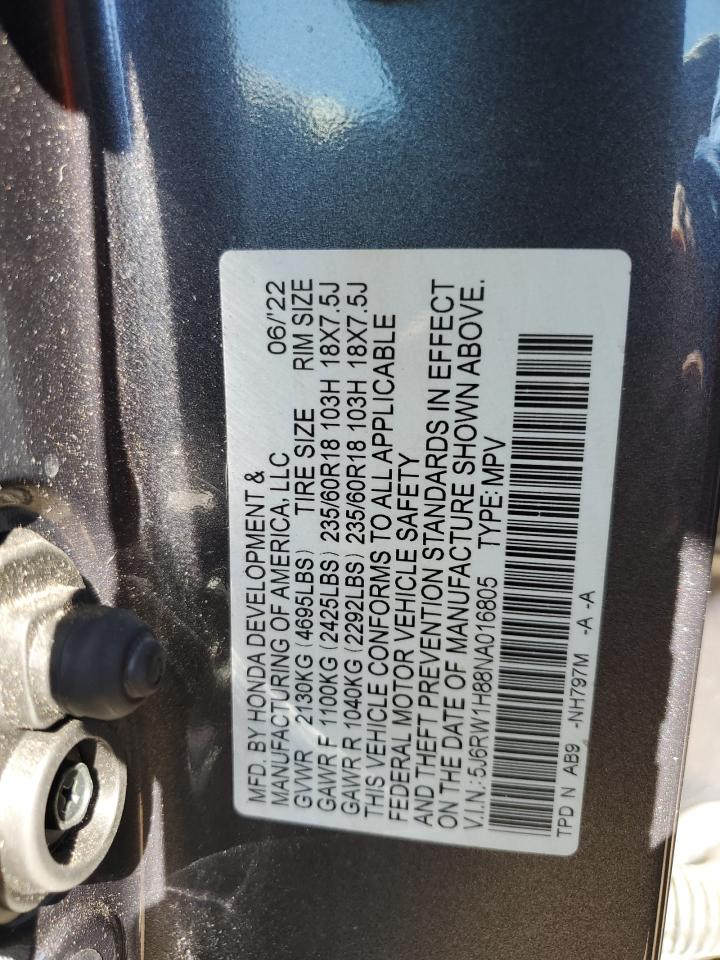 MFD. BY HONDA DEVELOPMENT &
MANUFACTURING OF AMERICA, LLC 06/'22
GVWR 2130KG (4695LBS) TIRE SIZE RIM SIZE
GAWR F 1100KG (2425LBS) 235/60R18 103H 18X7.5J
GAWR R 1040KG (2292LBS) 235/60R18 103H 18X7.5J
THIS VEHICLE CONFORMS TO ALL APPLICABLE
FEDERAL MOTOR VEHICLE SAFETY
AND THEFT PREVENTION STANDARDS IN EFFECT
ON THE DATE OF MANUFACTURE SHOWN ABOVE.
V.I.N.: 5J6RW1H88NA016805 TYPE: MPV
TPD N AB9 -NH797M -A -A